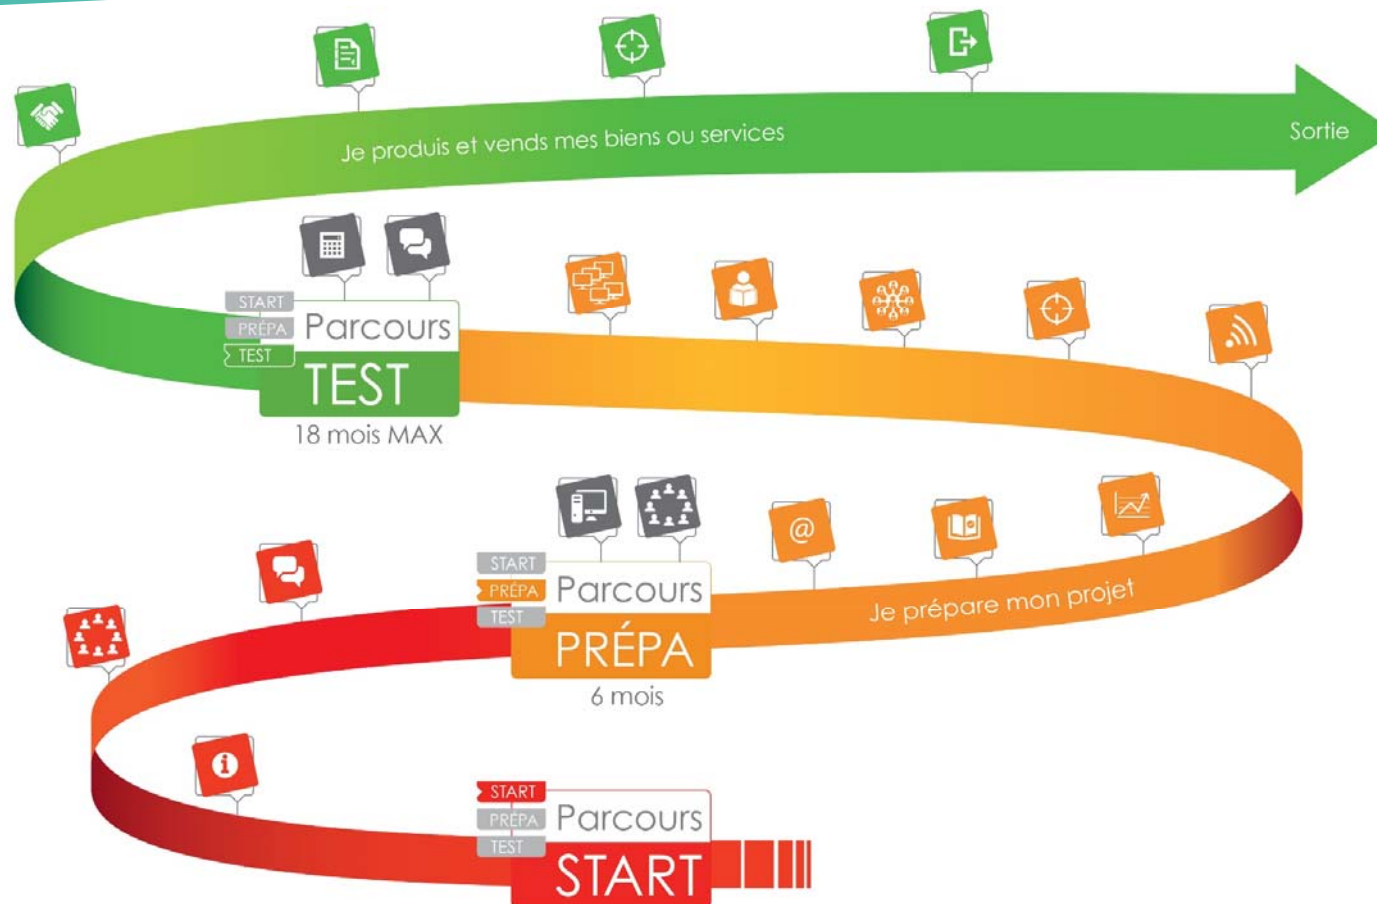 Je produis et vends mes biens ou services
Sortie
START
PRÉPA
TEST
Parcours
TEST
18 mois MAX
@
START
PRÉPA
TEST
Parcours
PRÉPA
6 mois
Je prépare mon projet
START
PRÉPA
TEST
Parcours
START